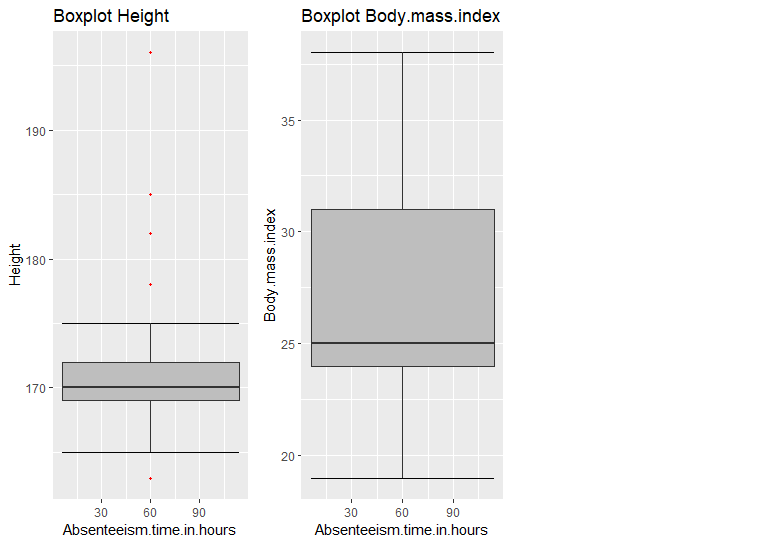 Boxplot Height
Height
190
180
170
30 60 90
Absenteeism.time.in.hours
Boxplot Body.mass.index
Body.mass.index
35
30
25
20
30 60 90
Absenteeism.time.in.hours